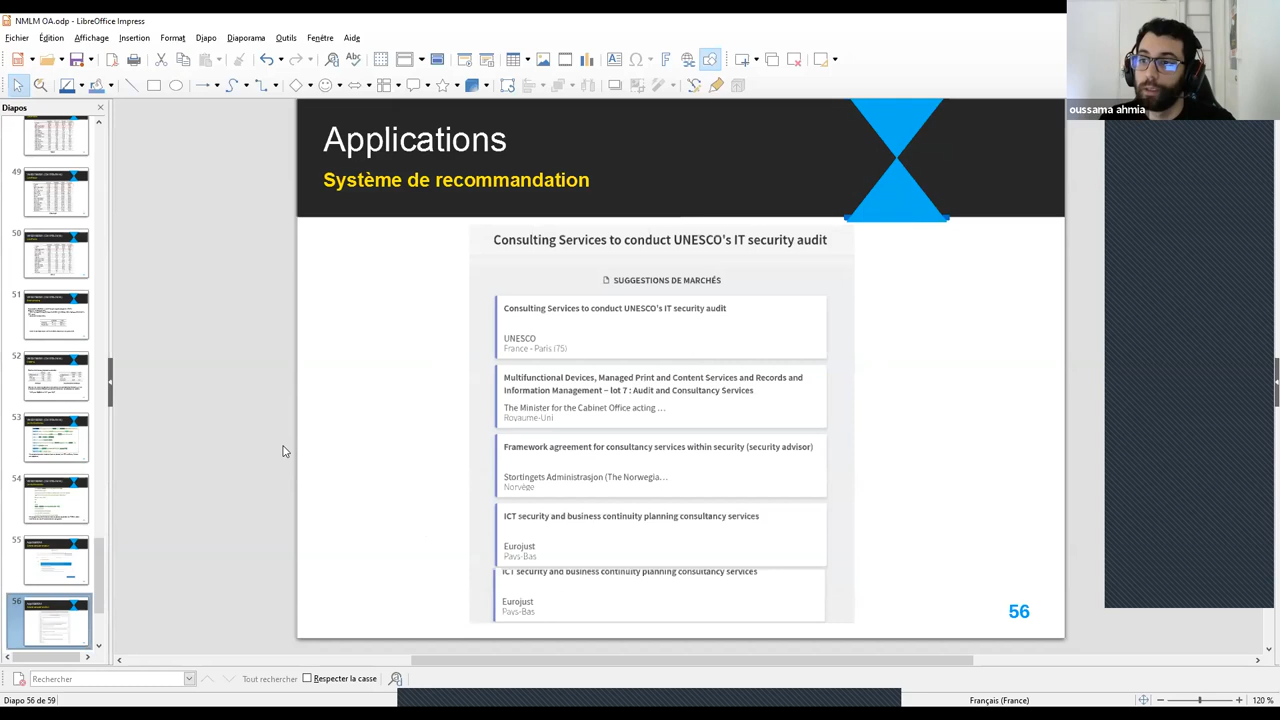 NMLM OA.odp - LibreOffice Impress
Fichier Édition Affichage Insertion Format Diapo Diaporama Outils Fenêtre Aide
oussama ahmia
Diapos
49
50
51
52
53
54
55
56
Applications
Système de recommandation
Consulting Services to conduct UNESCO's IT security audit
SUGGESTIONS DE MARCHÉS
Consulting Services to conduct UNESCO's IT security audit
UNESCO
France - Paris (75)
Multifunctional Devices, Managed Print and Content Services and Records and
Information Management – lot 7 : Audit and Consultancy Services
The Minister for the Cabinet Office acting …
Royaume-Uni
Framework agreement for consultancy services within security (security advisor)
Stortingets Administrasjon (The Norwegia…
Norvège
ICT security and business continuity planning consultancy services
Eurojust
Pays-Bas
ICT security and business continuity planning consultancy services
Eurojust
Pays-Bas
56
Rechercher Tout rechercher Respecter la casse
Diapo 56 de 59 Français (France) 120 %